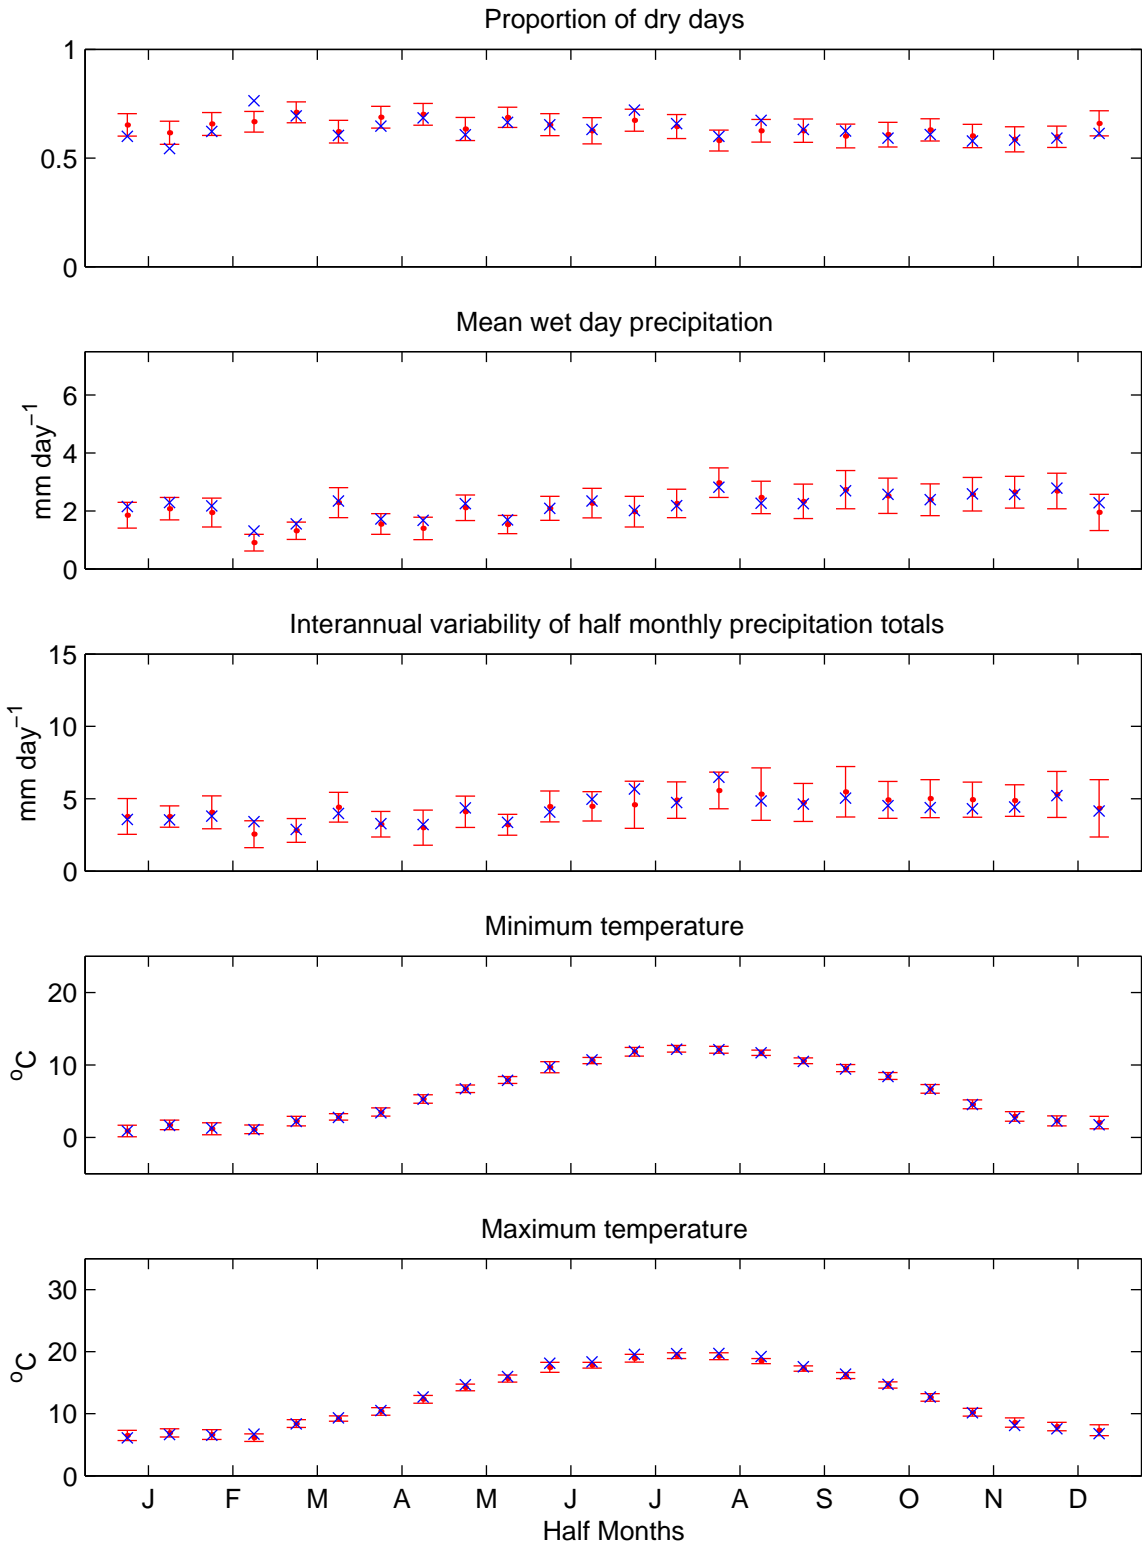 Proportion of dry days
1
0.5
0
Mean wet day precipitation
mm day⁻¹
6
4
2
0
Interannual variability of half monthly precipitation totals
mm day⁻¹
15
10
5
0
Minimum temperature
°C
20
10
0
Maximum temperature
°C
30
20
10
0
J F M A M J J A S O N D
Half Months